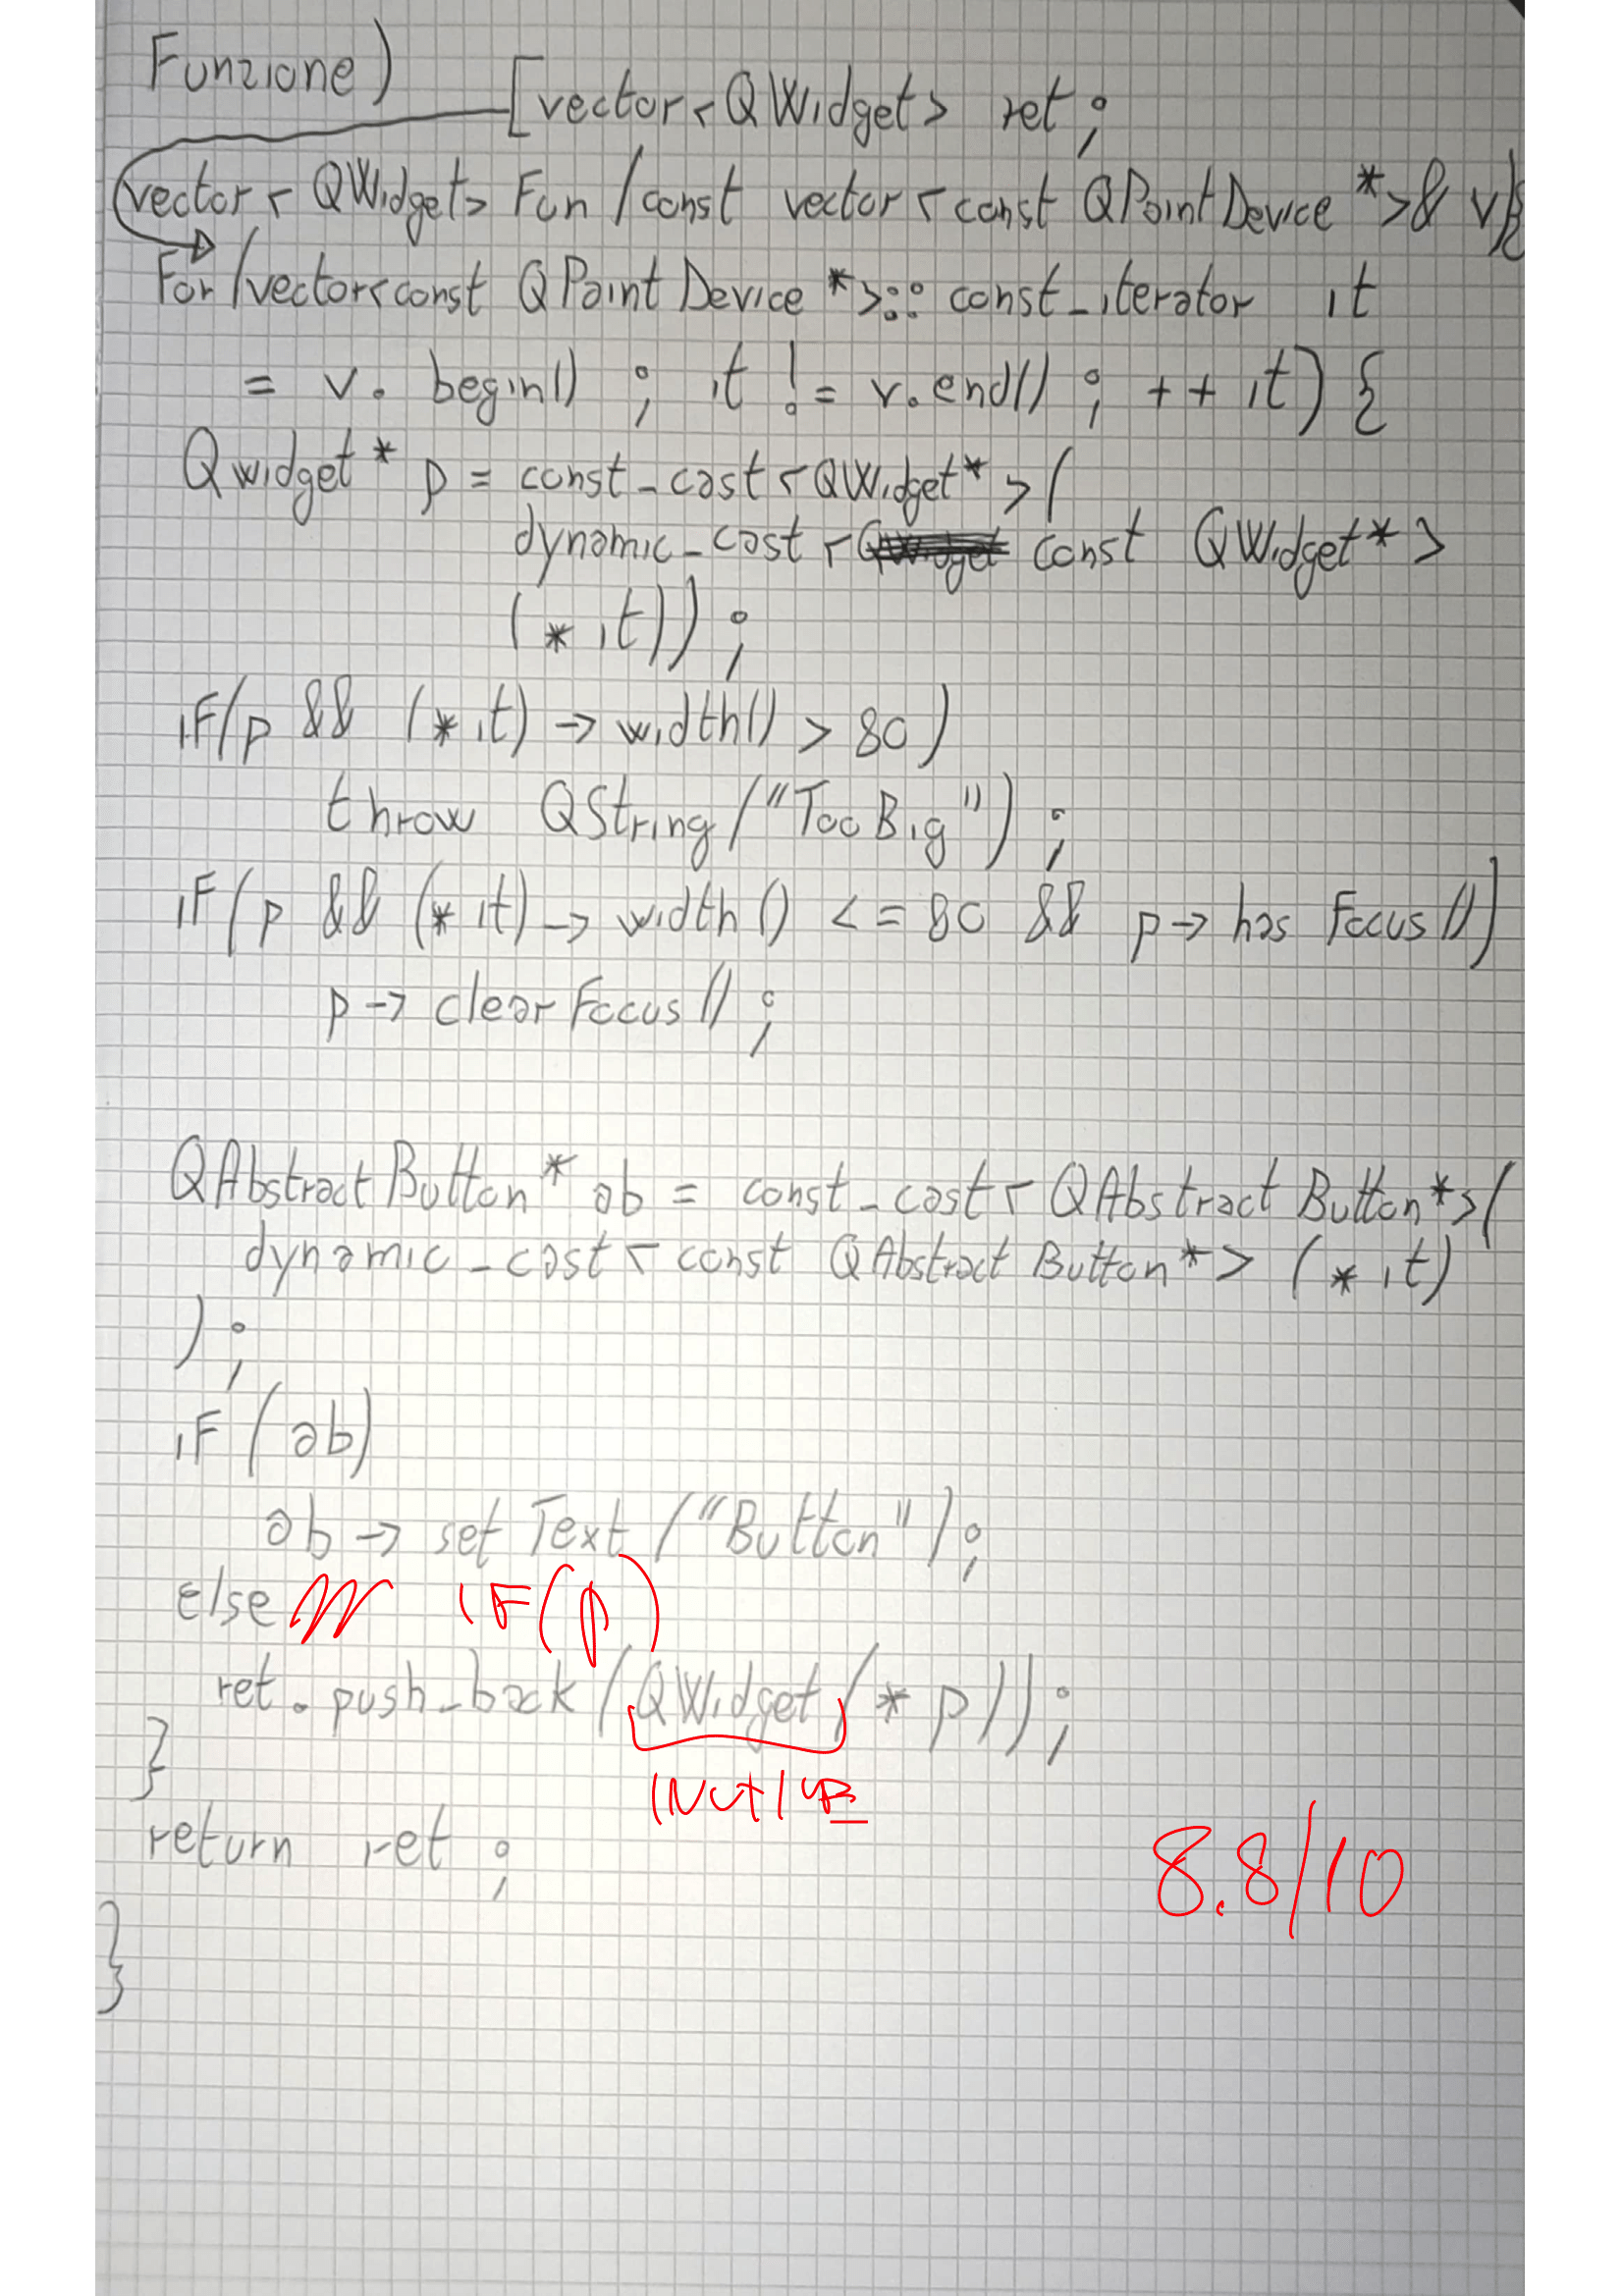 Funzione)
[vector<QWidget> ret;
vector<QWidget> Fun(const vector<const QPaintDevice*>& v){
For(vector<const QPaintDevice*>::const_iterator it
= v.begin(); it != v.end(); ++it) {
Qwidget* p = const_cast<QWidget*>(
dynamic_cast<QWidget const QWidget*>
(*it));
iF(p && (*it)->width() > 80)
throw QString("TooBig");
iF(p && (*it)->width() <= 80 && p->hasFocus())
p->clearFocus();
QAbstractButton* ab = const_cast<QAbstractButton*>(
dynamic_cast<const QAbstractButton*>(*it)
);
iF(ab)
ab->setText("Button");
else IF(p)
ret.push_back(QWidget(*p));
INUTILE
}
return ret;
8.8/10
}